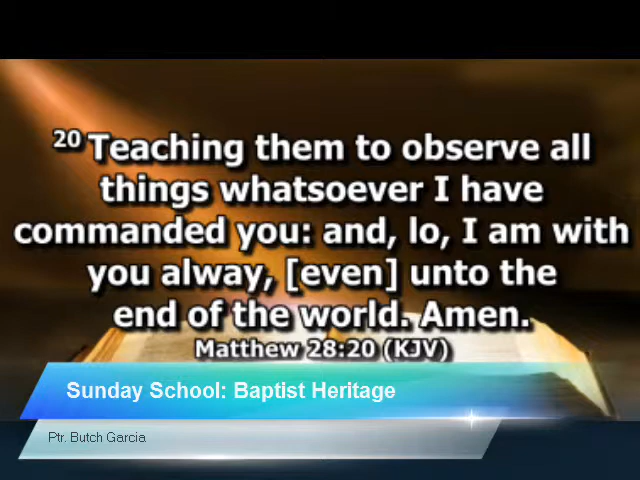 20 Teaching them to observe all
things whatsoever I have
commanded you: and, lo, I am with
you alway, [even] unto the
end of the world. Amen.
Matthew 28:20 (KJV)
Sunday School: Baptist Heritage
Ptr. Butch Garcia